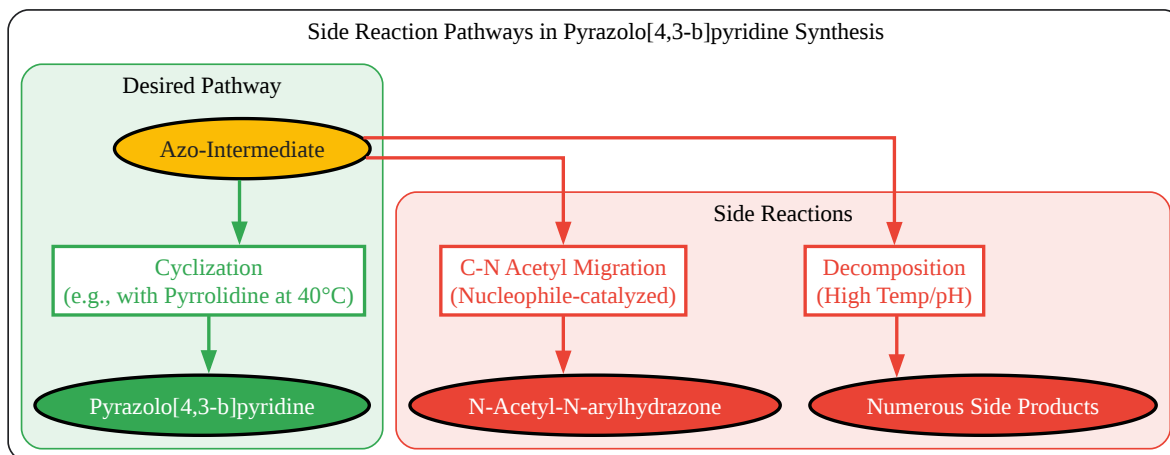 Side Reaction Pathways in Pyrazolo[4,3-b]pyridine Synthesis
Desired Pathway
Azo-Intermediate
Cyclization
(e.g., with Pyrrolidine at 40°C)
Pyrazolo[4,3-b]pyridine
Side Reactions
C-N Acetyl Migration
(Nucleophile-catalyzed)
N-Acetyl-N-arylhydrazone
Decomposition
(High Temp/pH)
Numerous Side Products